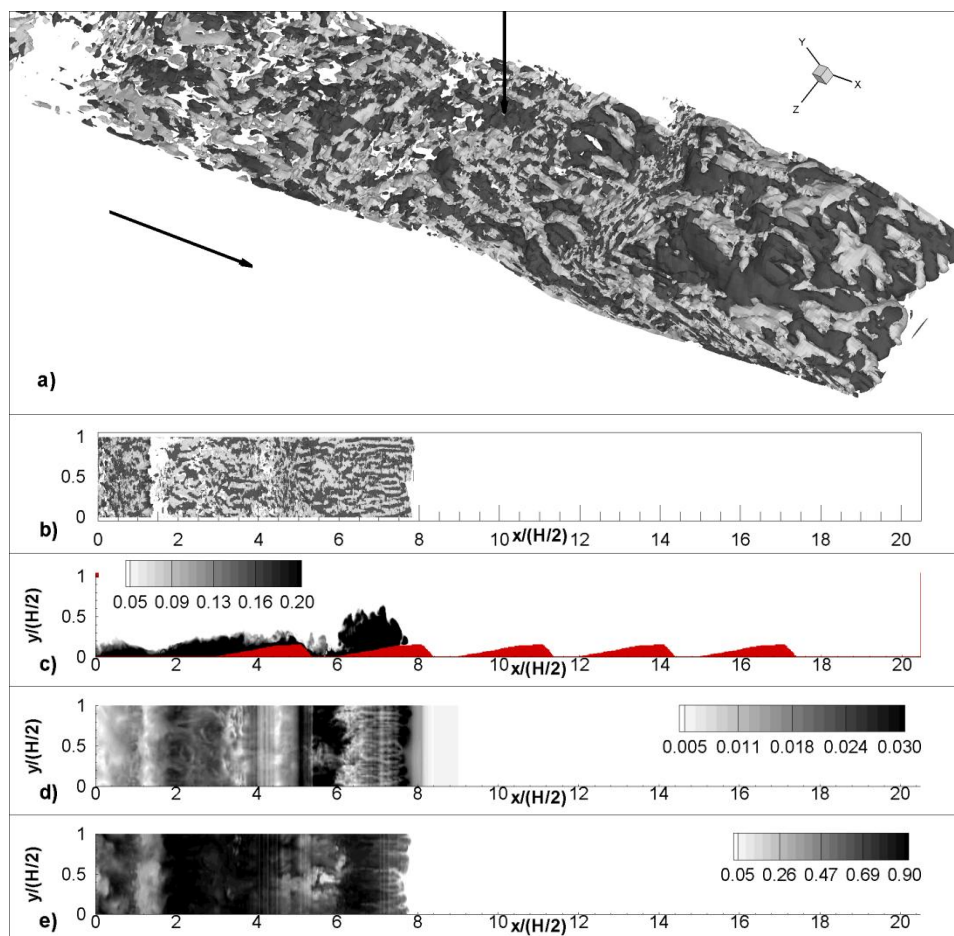 Y
X
Z
a)
1
0.5
0
b)
0 2 4 6 8 10 x/(H/2) 12 14 16 18 20
y/(H/2)
1
0.5
0
0.05 0.09 0.13 0.16 0.20
c)
0 2 4 6 8 10 x/(H/2) 12 14 16 18 20
y/(H/2)
1
0.5
0
0.005 0.011 0.018 0.024 0.030
d)
0 2 4 6 8 10 x/(H/2) 12 14 16 18 20
y/(H/2)
1
0.5
0
0.05 0.26 0.47 0.69 0.90
e)
0 2 4 6 8 10 x/(H/2) 12 14 16 18 20